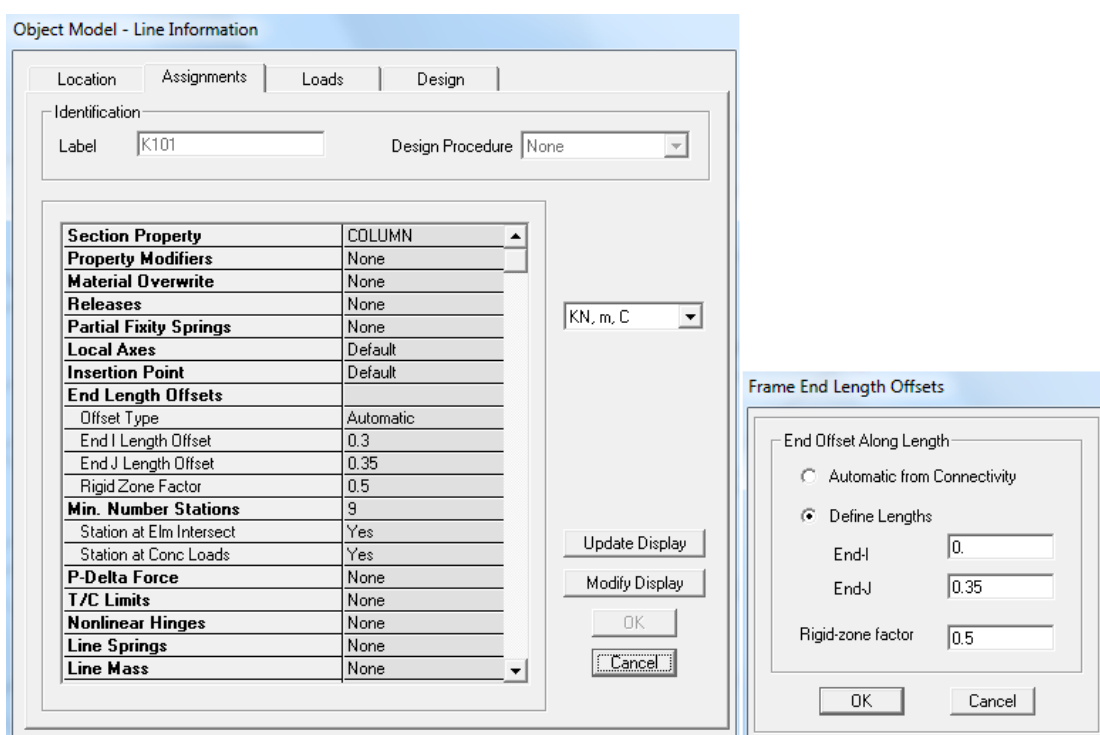 Object Model - Line Information
Location Assignments Loads Design
Identification
Label K101 Design Procedure None
Section Property COLUMN
Property Modifiers None
Material Overwrite None
Releases None
Partial Fixity Springs None
Local Axes Default
Insertion Point Default
End Length Offsets
Offset Type Automatic
End I Length Offset 0.3
End J Length Offset 0.35
Rigid Zone Factor 0.5
Min. Number Stations 9
Station at Elm Intersect Yes
Station at Conc Loads Yes
P-Delta Force None
T/C Limits None
Nonlinear Hinges None
Line Springs None
Line Mass None
KN, m, C
Update Display
Modify Display
OK
Cancel
Frame End Length Offsets
End Offset Along Length
Automatic from Connectivity
Define Lengths
End-I 0.
End-J 0.35
Rigid-zone factor 0.5
OK Cancel